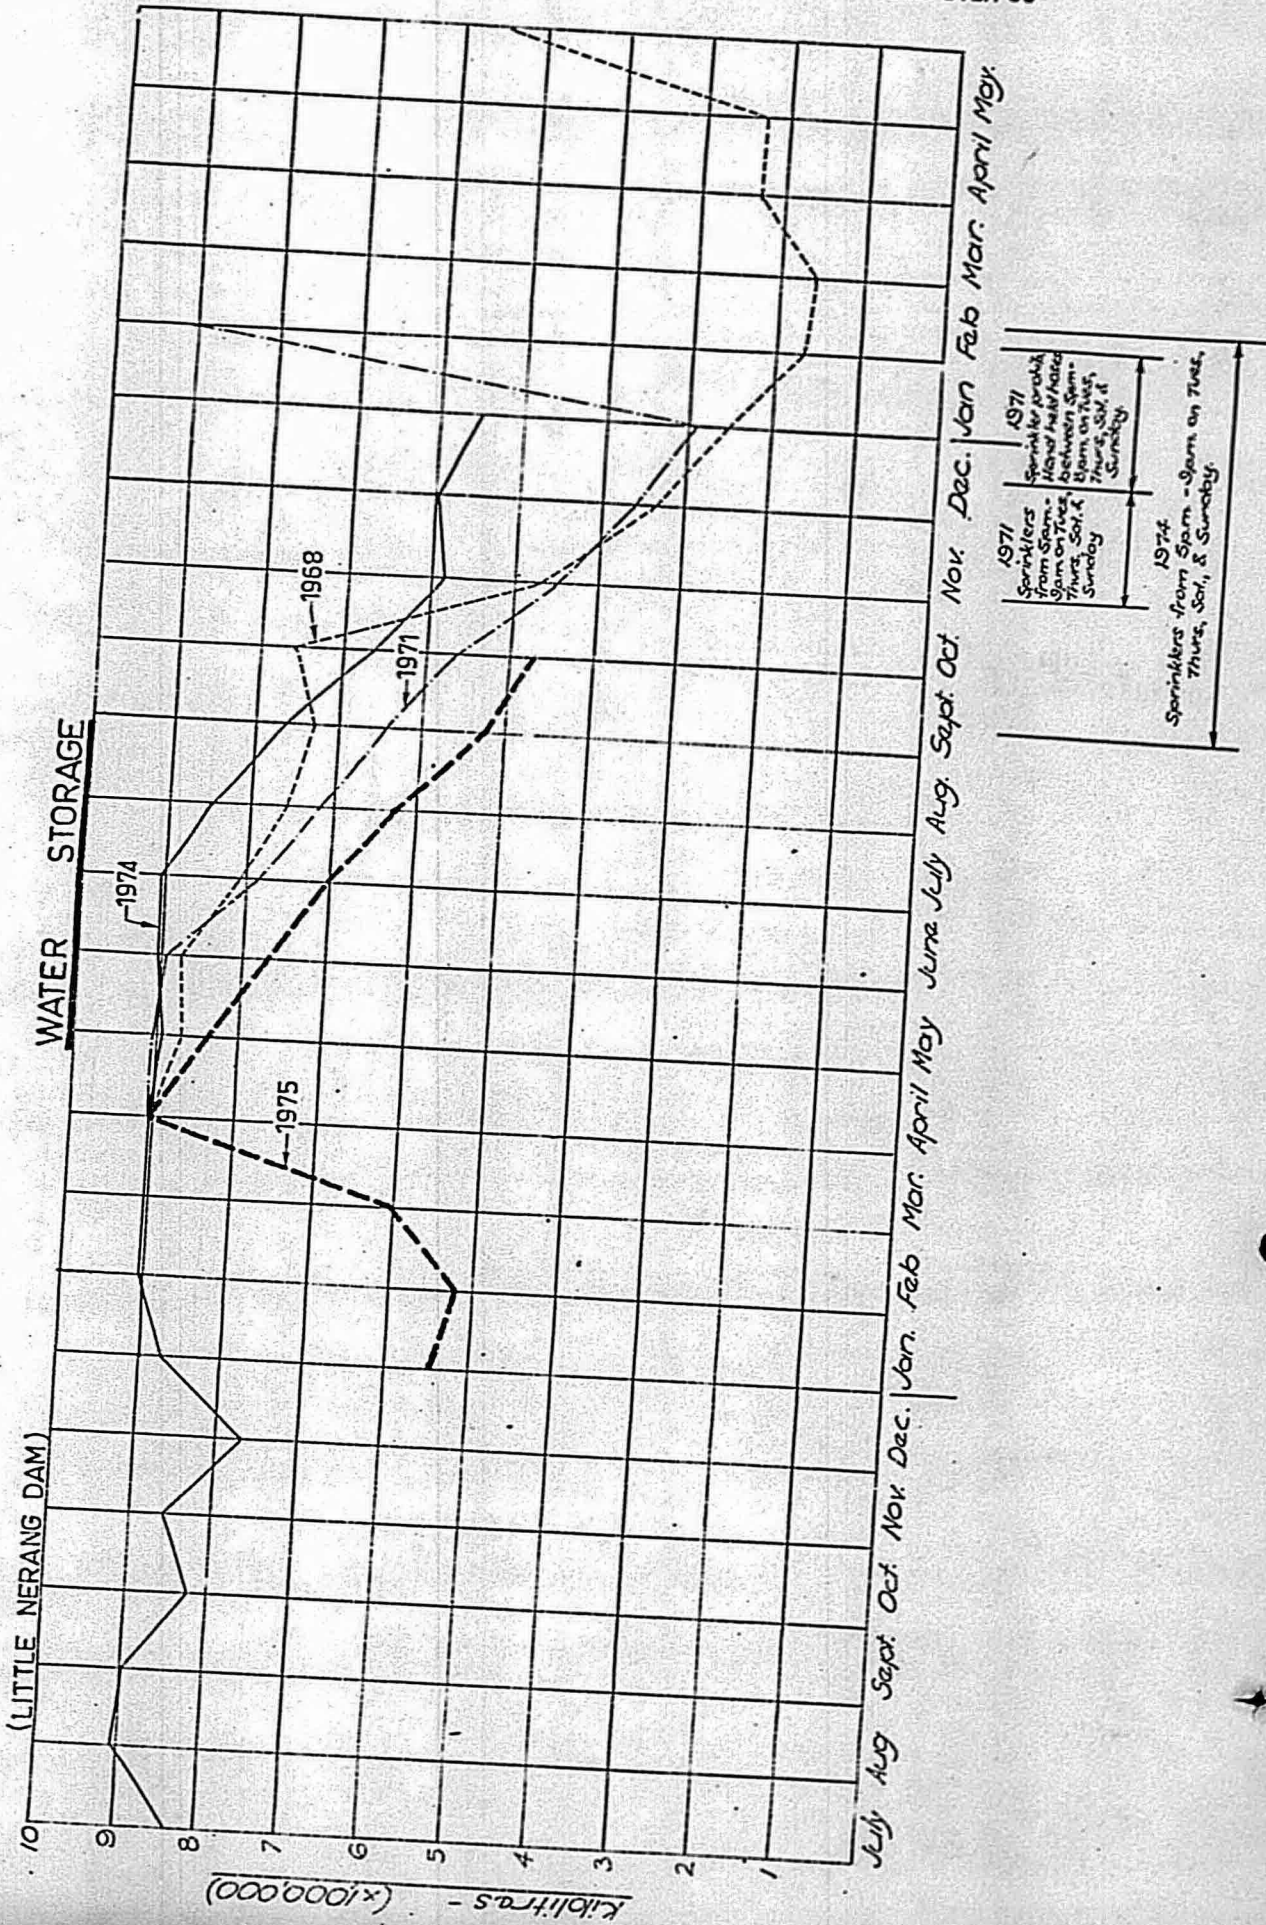 WATER STORAGE
(LITTLE NERANG DAM)
Kilolitres -
(x1000,000)
10
9
8
7
6
5
4
3
2
1
1974
1968
1971
1975
July Aug Sept. Oct. Nov. Dec. Jan. Feb Mar. April May June July Aug. Sept. Oct. Nov. Dec. Jan Feb Mar. April May.
1971
Sprinklers
from 5pm -
9pm on Tues,
Thurs, Sat, &
Sunday
1971
Sprinkler prohib.
Hand held hoses
between 5pm -
8pm on Tues,
Thurs, Sat, &
Sunday.
1974
Sprinklers from 5p.m - 9pm on Tues,
Thurs, Sat., & Sunday.